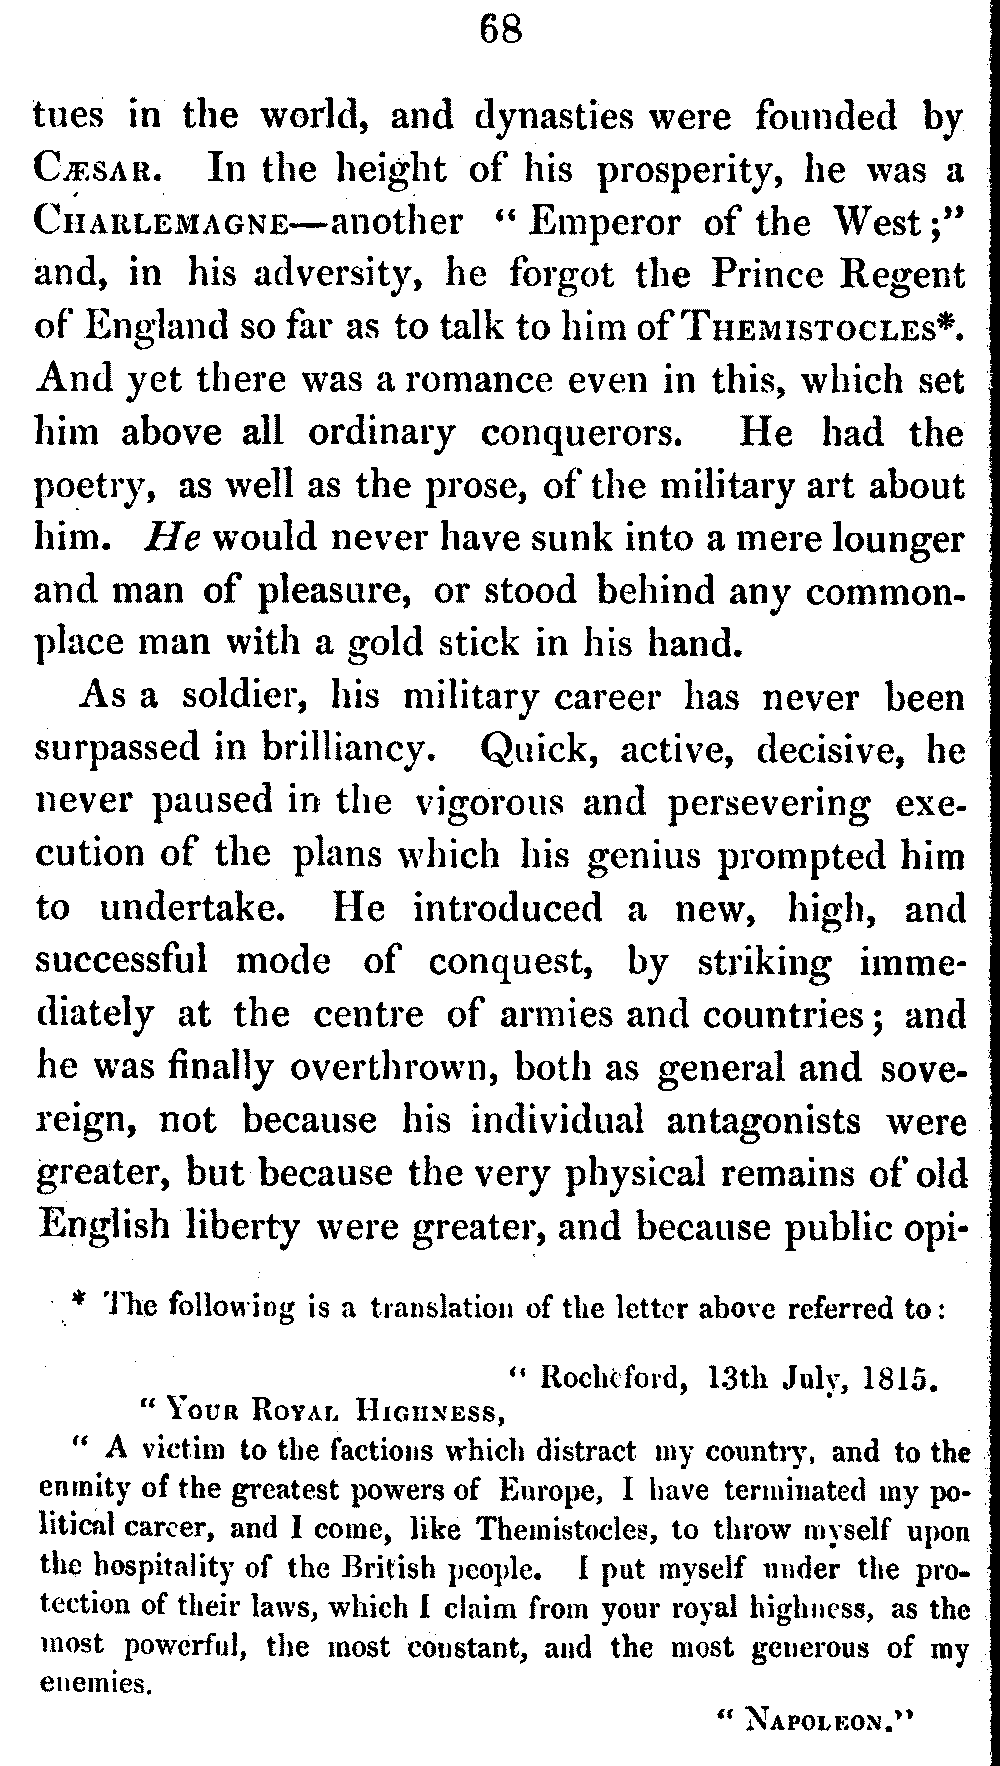 68
tues in the world, and dynasties were founded by
CÆSAR. In the height of his prosperity, he was a
CHARLEMAGNE—another " Emperor of the West;"
and, in his adversity, he forgot the Prince Regent
of England so far as to talk to him of THEMISTOCLES*.
And yet there was a romance even in this, which set
him above all ordinary conquerors. He had the
poetry, as well as the prose, of the military art about
him. He would never have sunk into a mere lounger
and man of pleasure, or stood behind any common-
place man with a gold stick in his hand.
As a soldier, his military career has never been
surpassed in brilliancy. Quick, active, decisive, he
never paused in the vigorous and persevering exe-
cution of the plans which his genius prompted him
to undertake. He introduced a new, high, and
successful mode of conquest, by striking imme-
diately at the centre of armies and countries; and
he was finally overthrown, both as general and sove-
reign, not because his individual antagonists were
greater, but because the very physical remains of old
English liberty were greater, and because public opi-
* The following is a translation of the letter above referred to:
" Rocheford, 13th July, 1815.
" YOUR ROYAL HIGHNESS,
" A victim to the factions which distract my country, and to the
enmity of the greatest powers of Europe, I have terminated my po-
litical career, and I come, like Themistocles, to throw myself upon
the hospitality of the British people. I put myself under the pro-
tection of their laws, which I claim from your royal highness, as the
most powerful, the most constant, and the most generous of my
enemies.
" NAPOLEON."